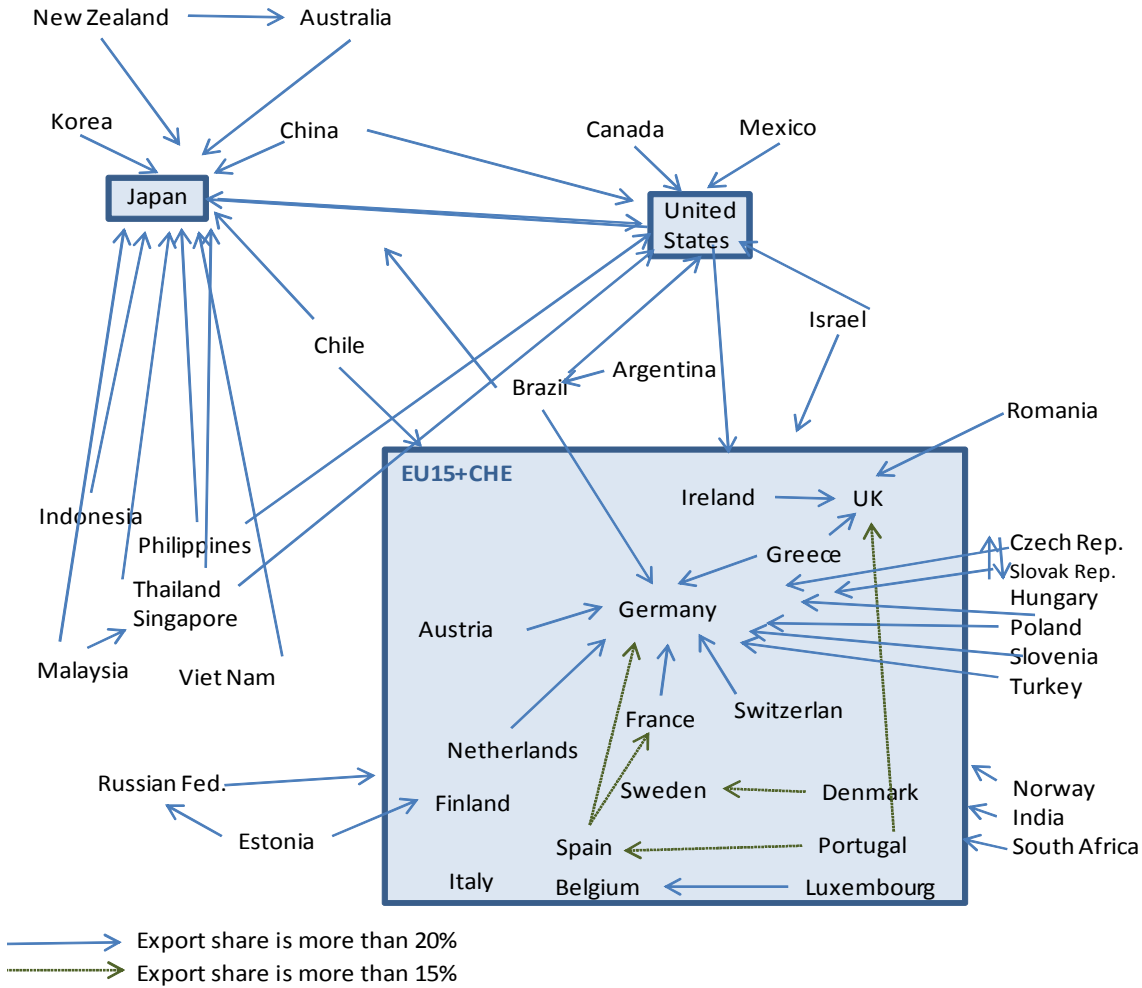 New Zealand
Australia
Korea
China
Canada
Mexico
Japan
United
States
Israel
Chile
Brazil
Argentina
Romania
EU15+CHE
Ireland
UK
Indonesia
Philippines
Greece
Czech Rep.
Slovak Rep.
Thailand
Hungary
Singapore
Germany
Austria
Poland
Malaysia
Viet Nam
Slovenia
Turkey
France
Switzerlan
Netherlands
Russian Fed.
Finland
Sweden
Denmark
Norway
Estonia
India
Spain
Portugal
South Africa
Italy
Belgium
Luxembourg
Export share is more than 20%
Export share is more than 15%